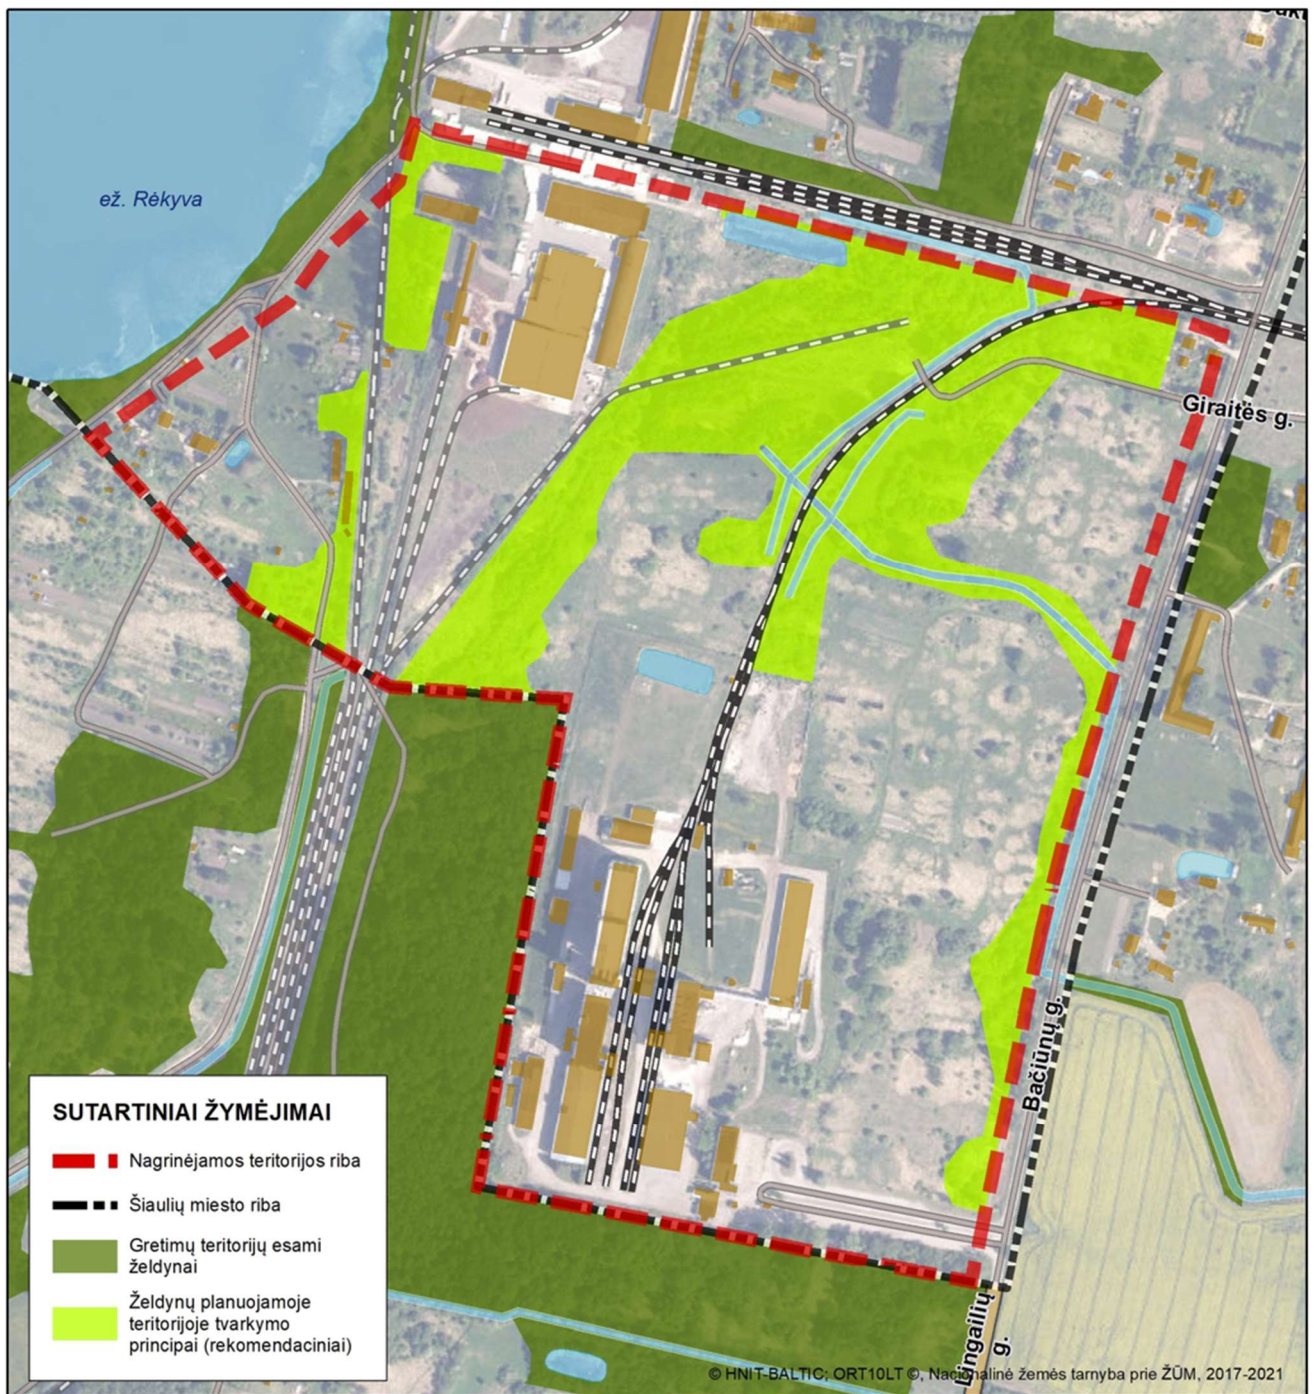 ež. Rėkyva
Giraitės g.
Bačiūnų g.
Lingailių
g.
SUTARTINIAI ŽYMĖJIMAI
Nagrinėjamos teritorijos riba
Šiaulių miesto riba
Gretimų teritorijų esami
želdynai
Želdynų planuojamoje
teritorijoje tvarkymo
principai (rekomendaciniai)
© HNIT-BALTIC; ORT10LT ©, Nacionalinė žemės tarnyba prie ŽŪM, 2017-2021